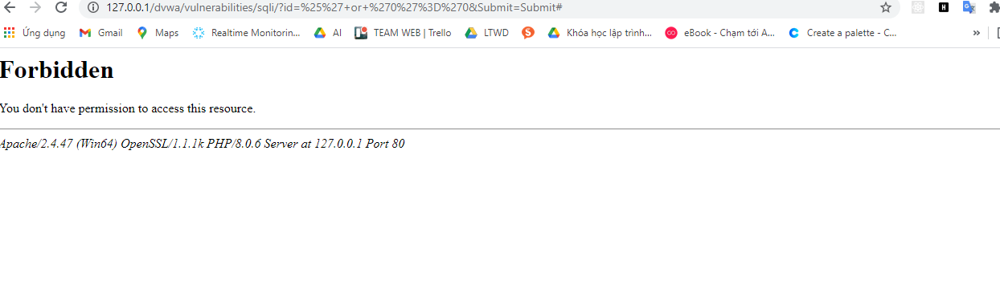 127.0.0.1/dvwa/vulnerabilities/sqli/?id=%25%27+or+%270%27%3D%270&Submit=Submit#
Ứng dụng Gmail Maps Realtime Monitorin... AI TEAM WEB | Trello LTWD Khóa học lập trình... eBook - Chạm tới A... Create a palette - C... »
Forbidden
You don't have permission to access this resource.
Apache/2.4.47 (Win64) OpenSSL/1.1.1k PHP/8.0.6 Server at 127.0.0.1 Port 80